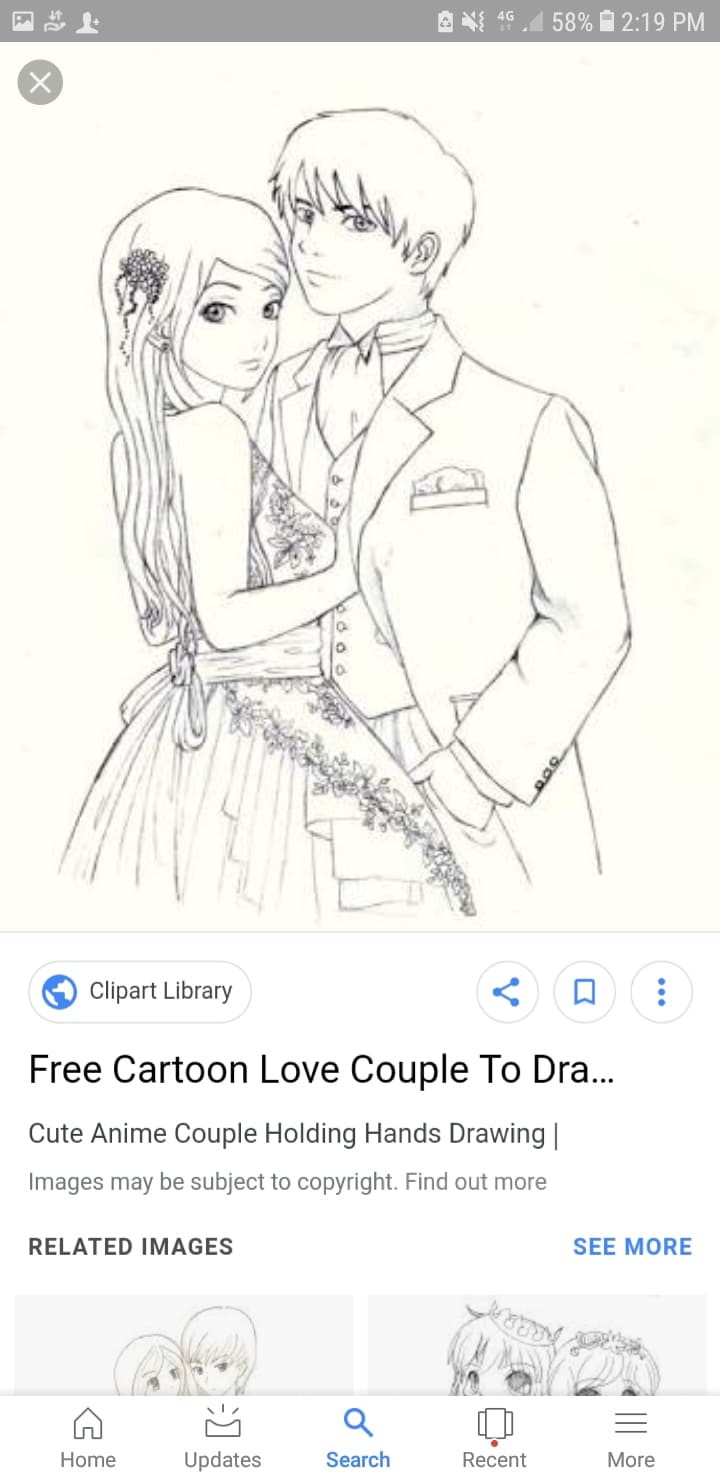 4G 58% 2:19 PM
Clipart Library
Free Cartoon Love Couple To Dra...
Cute Anime Couple Holding Hands Drawing |
Images may be subject to copyright. Find out more
RELATED IMAGES SEE MORE
Home Updates Search Recent More